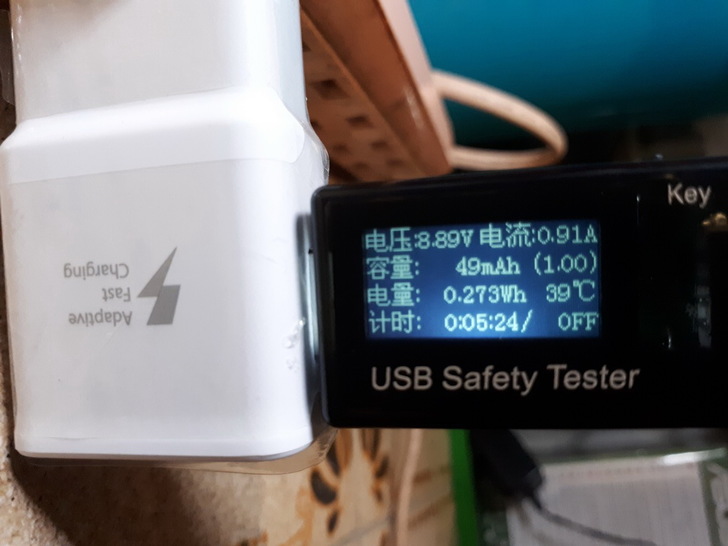 Adaptive
Fast
Charging
Key
电压:8.89V 电流:0.91A
容量: 49mAh (1.00)
电量: 0.273Wh 39℃
计时: 0:05:24/ OFF
USB Safety Tester